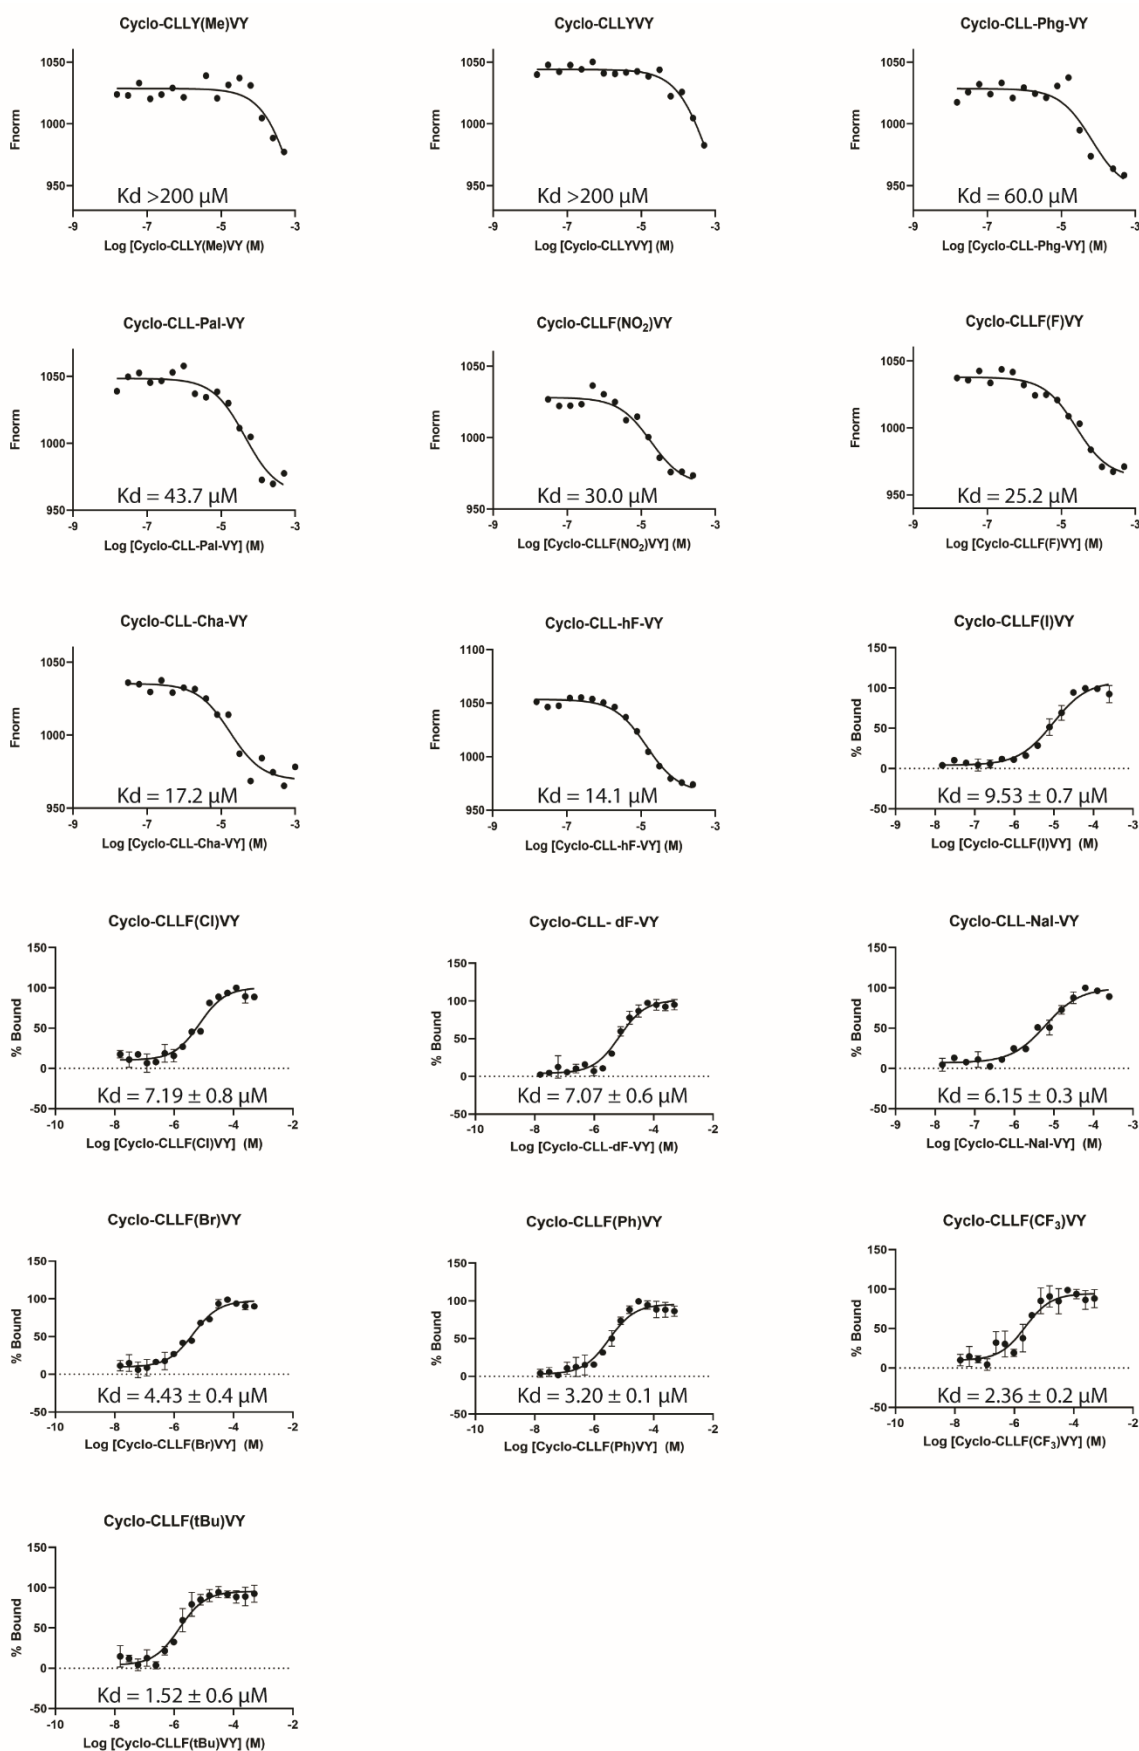 Cyclo-CLLY(Me)VY
1050
1000
950
Fnorm
Kd >200 µM
-9
-7
-5
-3
Log [Cyclo-CLLY(Me)VY (M)
Cyclo-CLLYVY
1050
1000
950
Fnorm
Kd >200 µM
-9
-7
-5
-3
Log [Cyclo-CLLYVY] (M)
Cyclo-CLL-Phg-VY
1050
1000
950
Fnorm
Kd = 60.0 µM
-9
-7
-5
-3
Log [Cyclo-CLL-Phg-VY] (M)
Cyclo-CLL-Pal-VY
1050
1000
950
Fnorm
Kd = 43.7 µM
-9
-7
-5
-3
Log [Cyclo-CLL-Pal-VY] (M)
Cyclo-CLLF(NO₂)VY
1050
1000
950
Fnorm
Kd = 30.0 µM
-9
-7
-5
-3
Log [Cyclo-CLLF(NO₂)VY] (M)
Cyclo-CLLF(F)VY
1050
1000
950
Fnorm
Kd = 25.2 µM
-9
-7
-5
-3
Log [Cyclo-CLLF(F)VY] (M)
Cyclo-CLL-Cha-VY
1050
1000
950
Fnorm
Kd = 17.2 µM
-9
-7
-5
-3
Log [Cyclo-CLL-Cha-VY] (M)
Cyclo-CLL-hF-VY
1100
1050
1000
950
Fnorm
Kd = 14.1 µM
-9
-7
-5
-3
Log [Cyclo-CLL-hF-VY] (M)
Cyclo-CLLF(I)VY
150
100
50
0
-50
% Bound
Kd = 9.53 ± 0.7 µM
-9
-8
-7
-6
-5
-4
-3
Log [Cyclo-CLLF(I)VY] (M)
Cyclo-CLLF(Cl)VY
150
100
50
0
-50
% Bound
Kd = 7.19 ± 0.8 µM
-10
-8
-6
-4
-2
Log [Cyclo-CLLF(Cl)VY] (M)
Cyclo-CLL- dF-VY
150
100
50
0
-50
% Bound
Kd = 7.07 ± 0.6 µM
-10
-8
-6
-4
-2
Log [Cyclo-CLL-dF-VY] (M)
Cyclo-CLL-Nal-VY
150
100
50
0
-50
% Bound
Kd = 6.15 ± 0.3 µM
-9
-8
-7
-6
-5
-4
-3
Log [Cyclo-CLL-Nal-VY] (M)
Cyclo-CLLF(Br)VY
150
100
50
0
-50
% Bound
Kd = 4.43 ± 0.4 µM
-10
-8
-6
-4
-2
Log [Cyclo-CLLF(Br)VY] (M)
Cyclo-CLLF(Ph)VY
150
100
50
0
-50
% Bound
Kd = 3.20 ± 0.1 µM
-10
-8
-6
-4
-2
Log [Cyclo-CLLF(Ph)VY] (M)
Cyclo-CLLF(CF₃)VY
150
100
50
0
-50
% Bound
Kd = 2.36 ± 0.2 µM
-10
-8
-6
-4
-2
Log [Cyclo-CLLF(CF₃)VY] (M)
Cyclo-CLLF(tBu)VY
150
100
50
0
-50
% Bound
Kd = 1.52 ± 0.6 µM
-10
-8
-6
-4
-2
Log [Cyclo-CLLF(tBu)VY] (M)